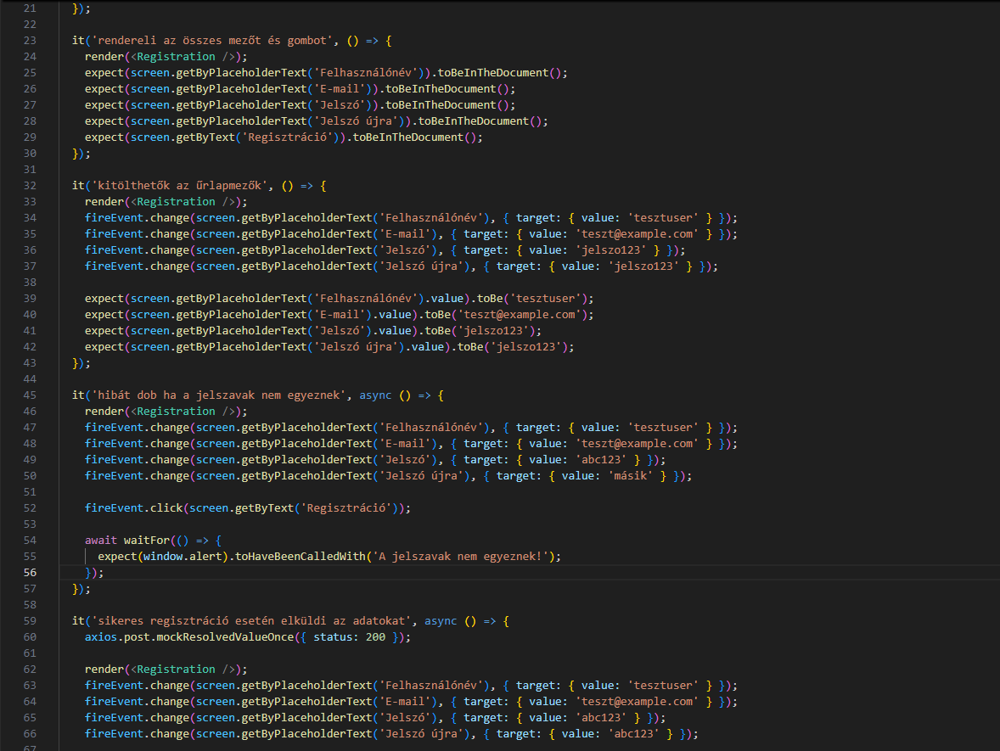 21 });
22
23 it('rendereli az összes mezőt és gombot', () => {
24 render(<Registration />);
25 expect(screen.getByPlaceholderText('Felhasználónév')).toBeInTheDocument();
26 expect(screen.getByPlaceholderText('E-mail')).toBeInTheDocument();
27 expect(screen.getByPlaceholderText('Jelszó')).toBeInTheDocument();
28 expect(screen.getByPlaceholderText('Jelszó újra')).toBeInTheDocument();
29 expect(screen.getByText('Regisztráció')).toBeInTheDocument();
30 });
31
32 it('kitölthetők az űrlapmezők', () => {
33 render(<Registration />);
34 fireEvent.change(screen.getByPlaceholderText('Felhasználónév'), { target: { value: 'tesztuser' } });
35 fireEvent.change(screen.getByPlaceholderText('E-mail'), { target: { value: 'teszt@example.com' } });
36 fireEvent.change(screen.getByPlaceholderText('Jelszó'), { target: { value: 'jelszo123' } });
37 fireEvent.change(screen.getByPlaceholderText('Jelszó újra'), { target: { value: 'jelszo123' } });
38
39 expect(screen.getByPlaceholderText('Felhasználónév').value).toBe('tesztuser');
40 expect(screen.getByPlaceholderText('E-mail').value).toBe('teszt@example.com');
41 expect(screen.getByPlaceholderText('Jelszó').value).toBe('jelszo123');
42 expect(screen.getByPlaceholderText('Jelszó újra').value).toBe('jelszo123');
43 });
44
45 it('hibát dob ha a jelszavak nem egyeznek', async () => {
46 render(<Registration />);
47 fireEvent.change(screen.getByPlaceholderText('Felhasználónév'), { target: { value: 'tesztuser' } });
48 fireEvent.change(screen.getByPlaceholderText('E-mail'), { target: { value: 'teszt@example.com' } });
49 fireEvent.change(screen.getByPlaceholderText('Jelszó'), { target: { value: 'abc123' } });
50 fireEvent.change(screen.getByPlaceholderText('Jelszó újra'), { target: { value: 'másik' } });
51
52 fireEvent.click(screen.getByText('Regisztráció'));
53
54 await waitFor(() => {
55 expect(window.alert).toHaveBeenCalledWith('A jelszavak nem egyeznek!');
56 });
57 });
58
59 it('sikeres regisztráció esetén elküldi az adatokat', async () => {
60 axios.post.mockResolvedValueOnce({ status: 200 });
61
62 render(<Registration />);
63 fireEvent.change(screen.getByPlaceholderText('Felhasználónév'), { target: { value: 'tesztuser' } });
64 fireEvent.change(screen.getByPlaceholderText('E-mail'), { target: { value: 'teszt@example.com' } });
65 fireEvent.change(screen.getByPlaceholderText('Jelszó'), { target: { value: 'abc123' } });
66 fireEvent.change(screen.getByPlaceholderText('Jelszó újra'), { target: { value: 'abc123' } });
67